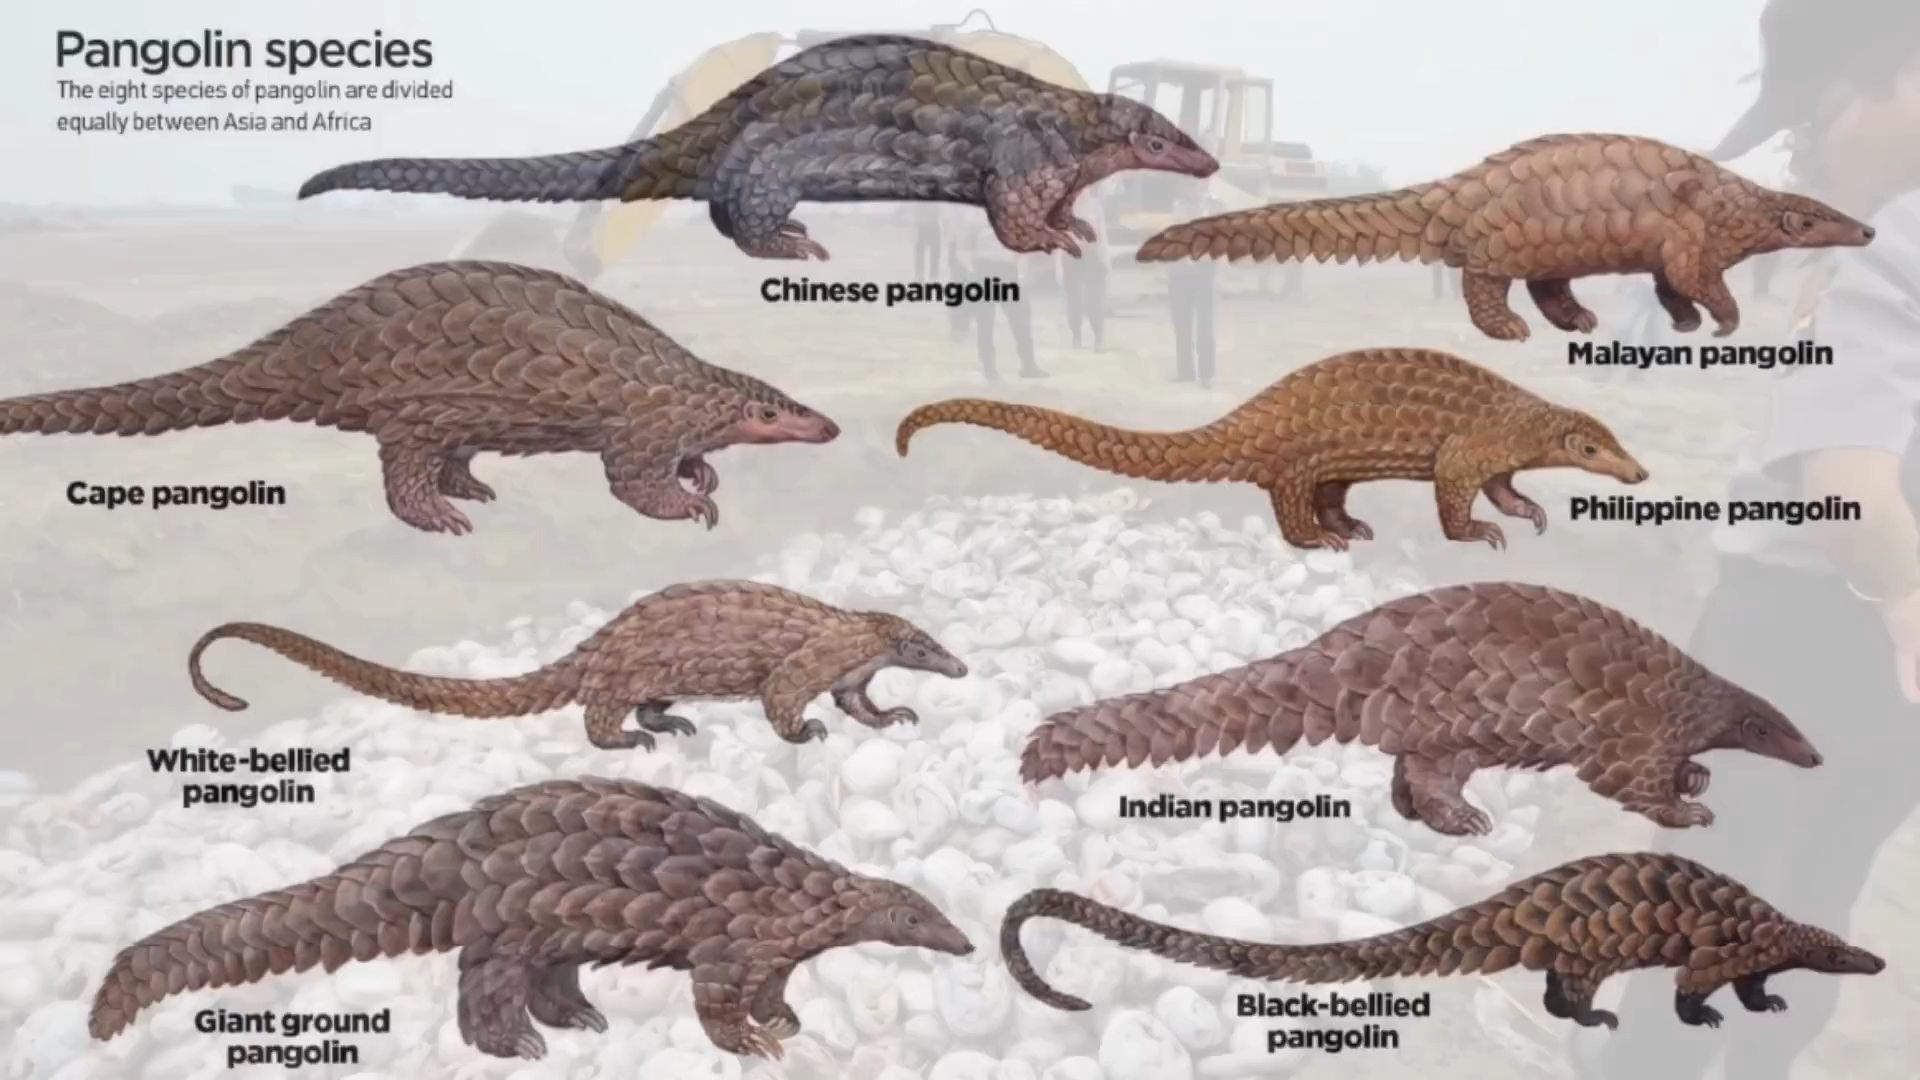 Pangolin species
The eight species of pangolin are divided
equally between Asia and Africa
Chinese pangolin
Malayan pangolin
Cape pangolin
Philippine pangolin
White-bellied
pangolin
Indian pangolin
Giant ground
pangolin
Black-bellied
pangolin